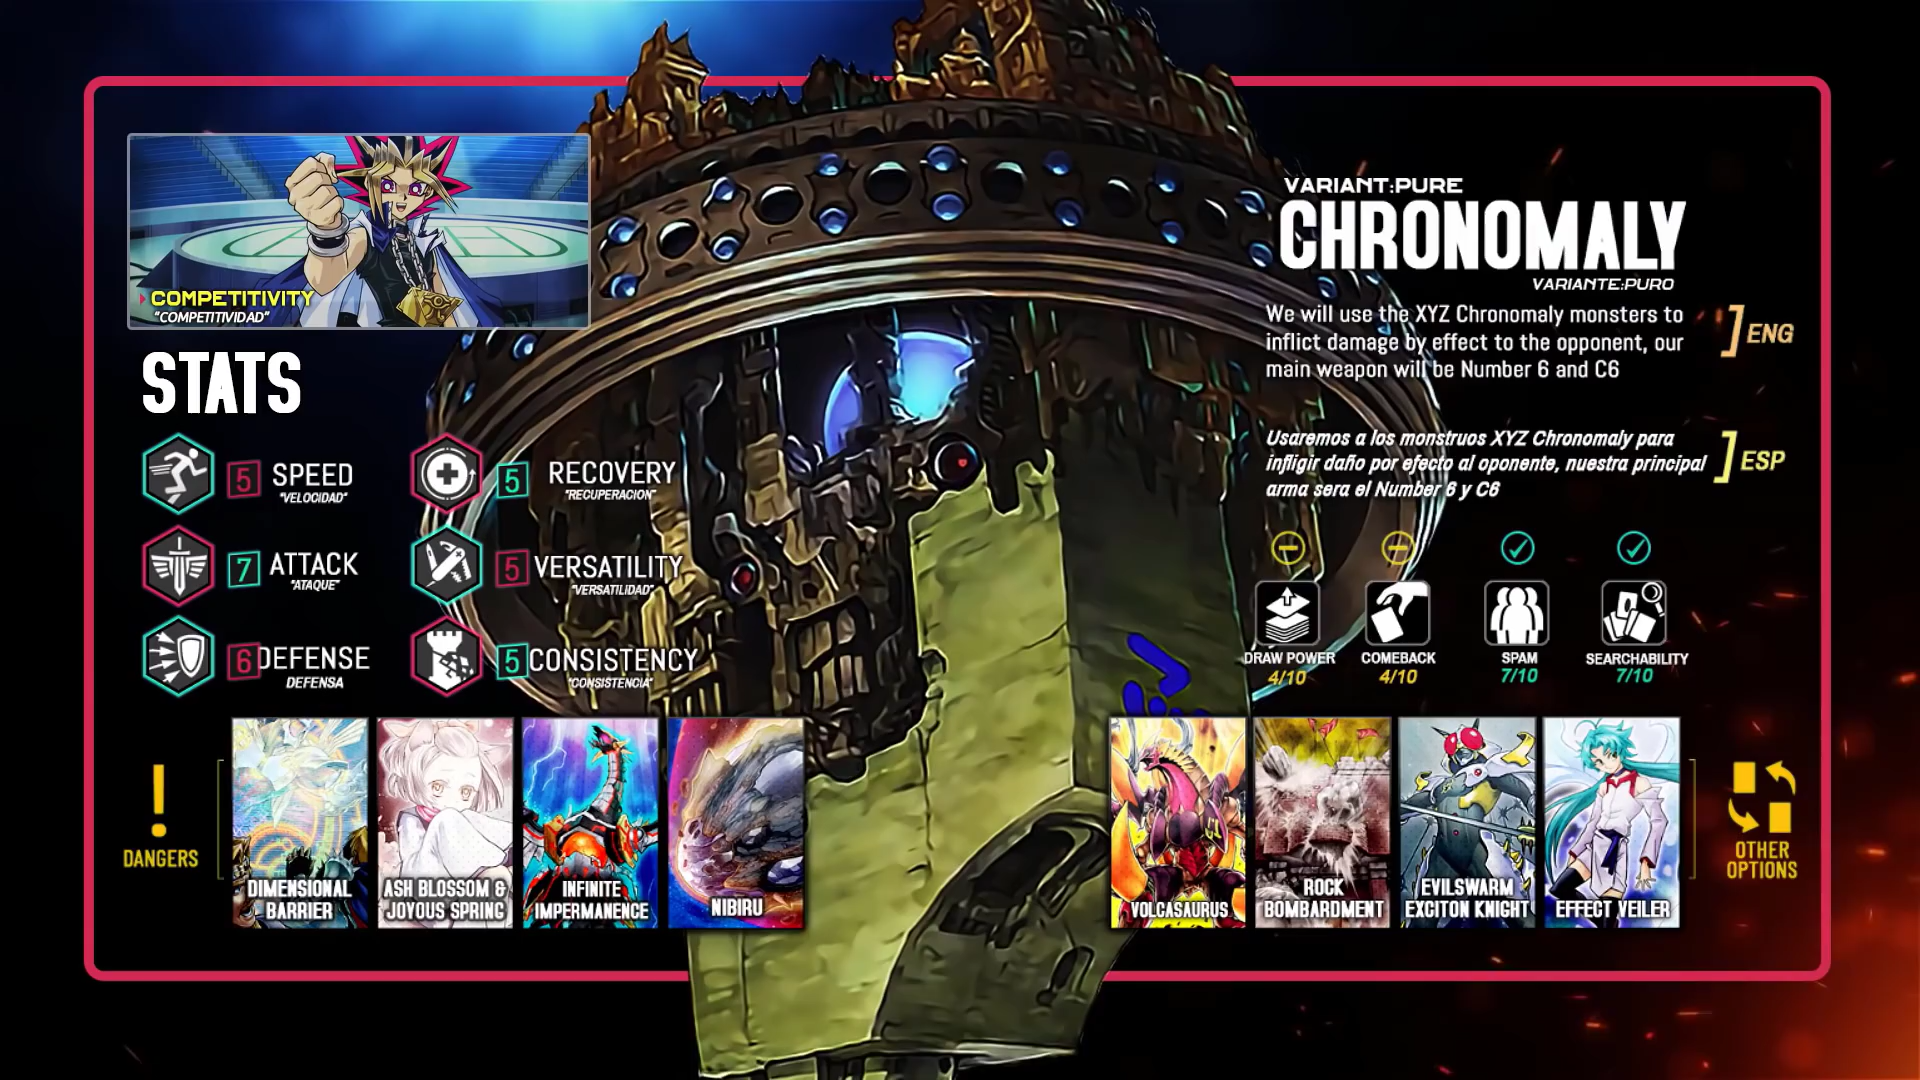 COMPETITIVITY
"COMPETITIVIDAD"
STATS
5 SPEED
"VELOCIDAD"
7 ATTACK
"ATAQUE"
6 DEFENSE
DEFENSA
5 RECOVERY
"RECUPERACION"
5 VERSATILITY
"VERSATILIDAD"
5 CONSISTENCY
"CONSISTENCIA"
VARIANT:PURE
CHRONOMALY
VARIANTE:PURO
We will use the XYZ Chronomaly monsters to
inflict damage by effect to the opponent, our
main weapon will be Number 6 and C6
] ENG
Usaremos a los monstruos XYZ Chronomaly para
infligir daño por efecto al oponente, nuestra principal
arma sera el Number 6 y C6
] ESP
DRAW POWER
4/10
COMEBACK
4/10
SPAM
7/10
SEARCHABILITY
7/10
!
DANGERS
DIMENSIONAL
BARRIER
ASH BLOSSOM &
JOYOUS SPRING
INFINITE
IMPERMANENCE
NIBIRU
VOLCASAURUS
ROCK
BOMBARDMENT
EVILSWARM
EXCITON KNIGHT
EFFECT VEILER
OTHER
OPTIONS